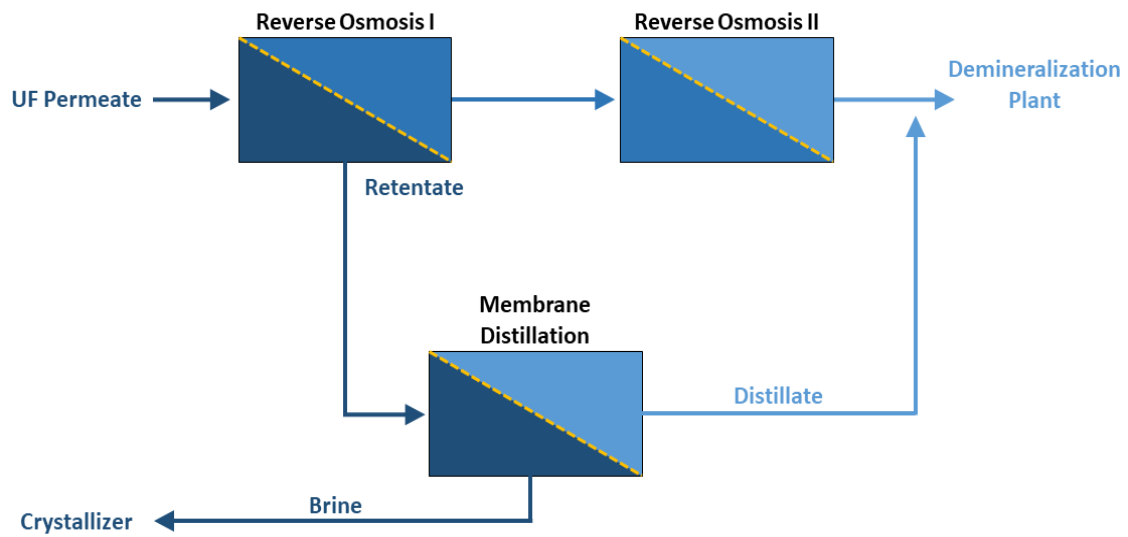 Reverse Osmosis I
Reverse Osmosis II
UF Permeate
Demineralization
Plant
Retentate
Membrane
Distillation
Distillate
Brine
Crystallizer